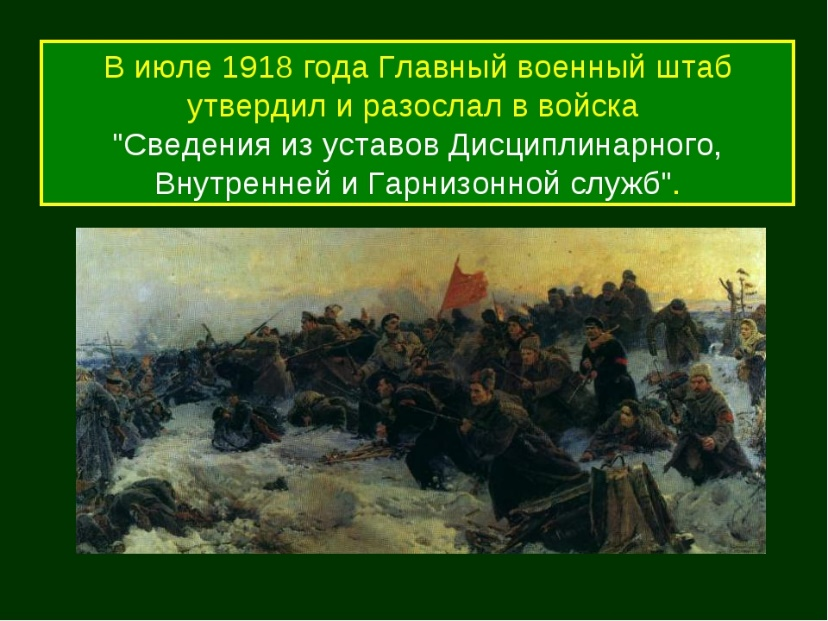 В июле 1918 года Главный военный штаб
утвердил и разослал в войска
"Сведения из уставов Дисциплинарного,
Внутренней и Гарнизонной служб".